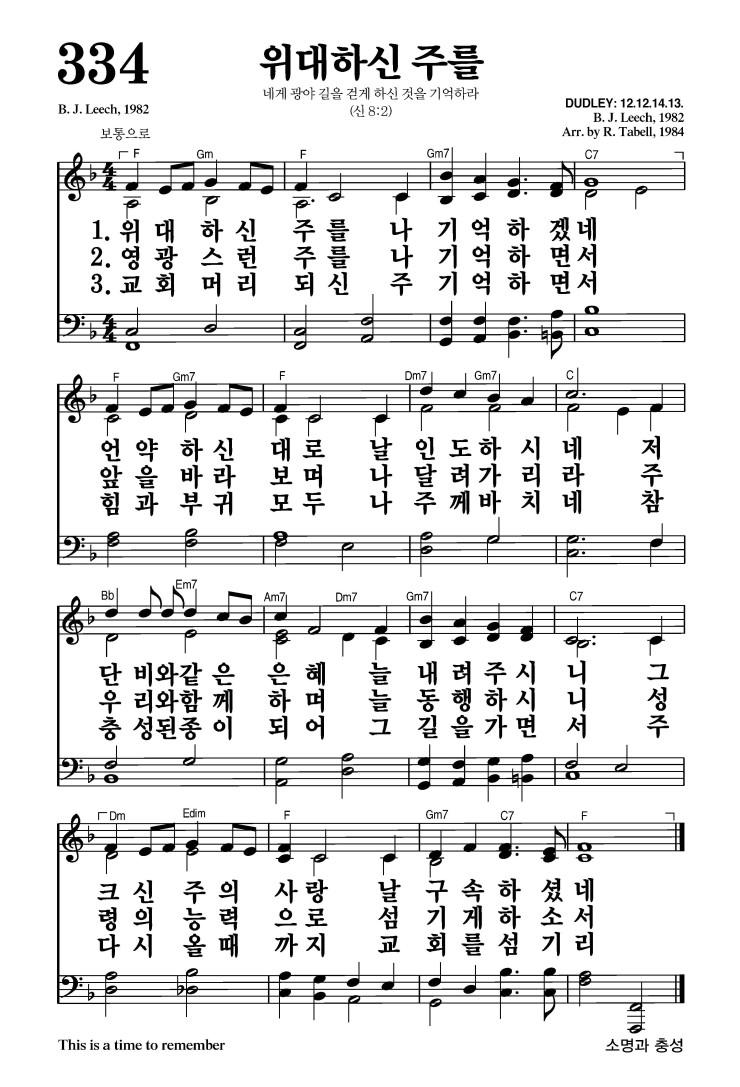 334
위대하신 주를
네게 광야 길을 걷게 하신 것을 기억하라
(신 8:2)
B. J. Leech, 1982
DUDLEY: 12.12.14.13.
B. J. Leech, 1982
Arr. by R. Tabell, 1984
보통으로
F Gm F Gm7 C7
4 4
1. 위 대 하 신 주 를 나 기 억 하 겠 네
2. 영 광 스 런 주 를 나 기 억 하 면 서
3. 교 회 머 리 되 신 주 기 억 하 면 서
4 4
F Gm7 F Dm7 Gm7 C
언 약 하 신 대 로 날 인 도 하 시 네 저
앞 을 바 라 보 며 나 달 려 가 리 라 주
힘 과 부 귀 모 두 나 주 께 바 치 네 참
Bb Em7 Am7 Dm7 Gm7 C7
단 비 와 같 은 은 혜 늘 내 려 주 시 니 그
우 리 와 함 께 하 며 늘 동 행 하 시 니 성
충 성 된 종 이 되 어 그 길 을 가 면 서 주
Dm Edim F Gm7 C7 F
크 신 주 의 사 랑 날 구 속 하 셨 네
령 의 능 력 으 로 섬 기 게 하 소 서
다 시 올 때 까 지 교 회 를 섬 기 리
This is a time to remember
소명과 충성